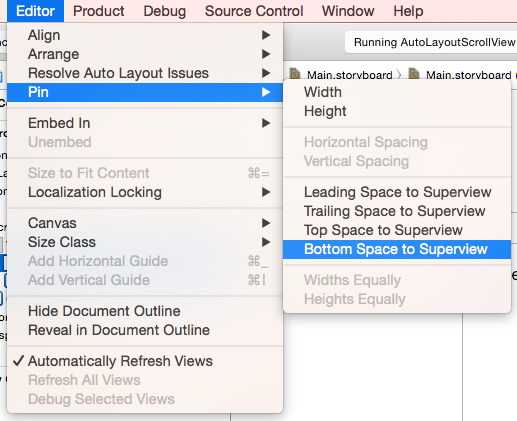 Editor Product Debug Source Control Window Help
Running AutoLayoutScrollView
Main.storyboard Main.storyboard
Align
Arrange
Resolve Auto Layout Issues
Pin
Embed In
Unembed
Size to Fit Content ⌘=
Localization Locking
Canvas
Size Class
Add Horizontal Guide ⌘_
Add Vertical Guide ⌘|
Hide Document Outline
Reveal in Document Outline
✓ Automatically Refresh Views
Refresh All Views
Debug Selected Views
Width
Height
Horizontal Spacing
Vertical Spacing
Leading Space to Superview
Trailing Space to Superview
Top Space to Superview
Bottom Space to Superview
Widths Equally
Heights Equally